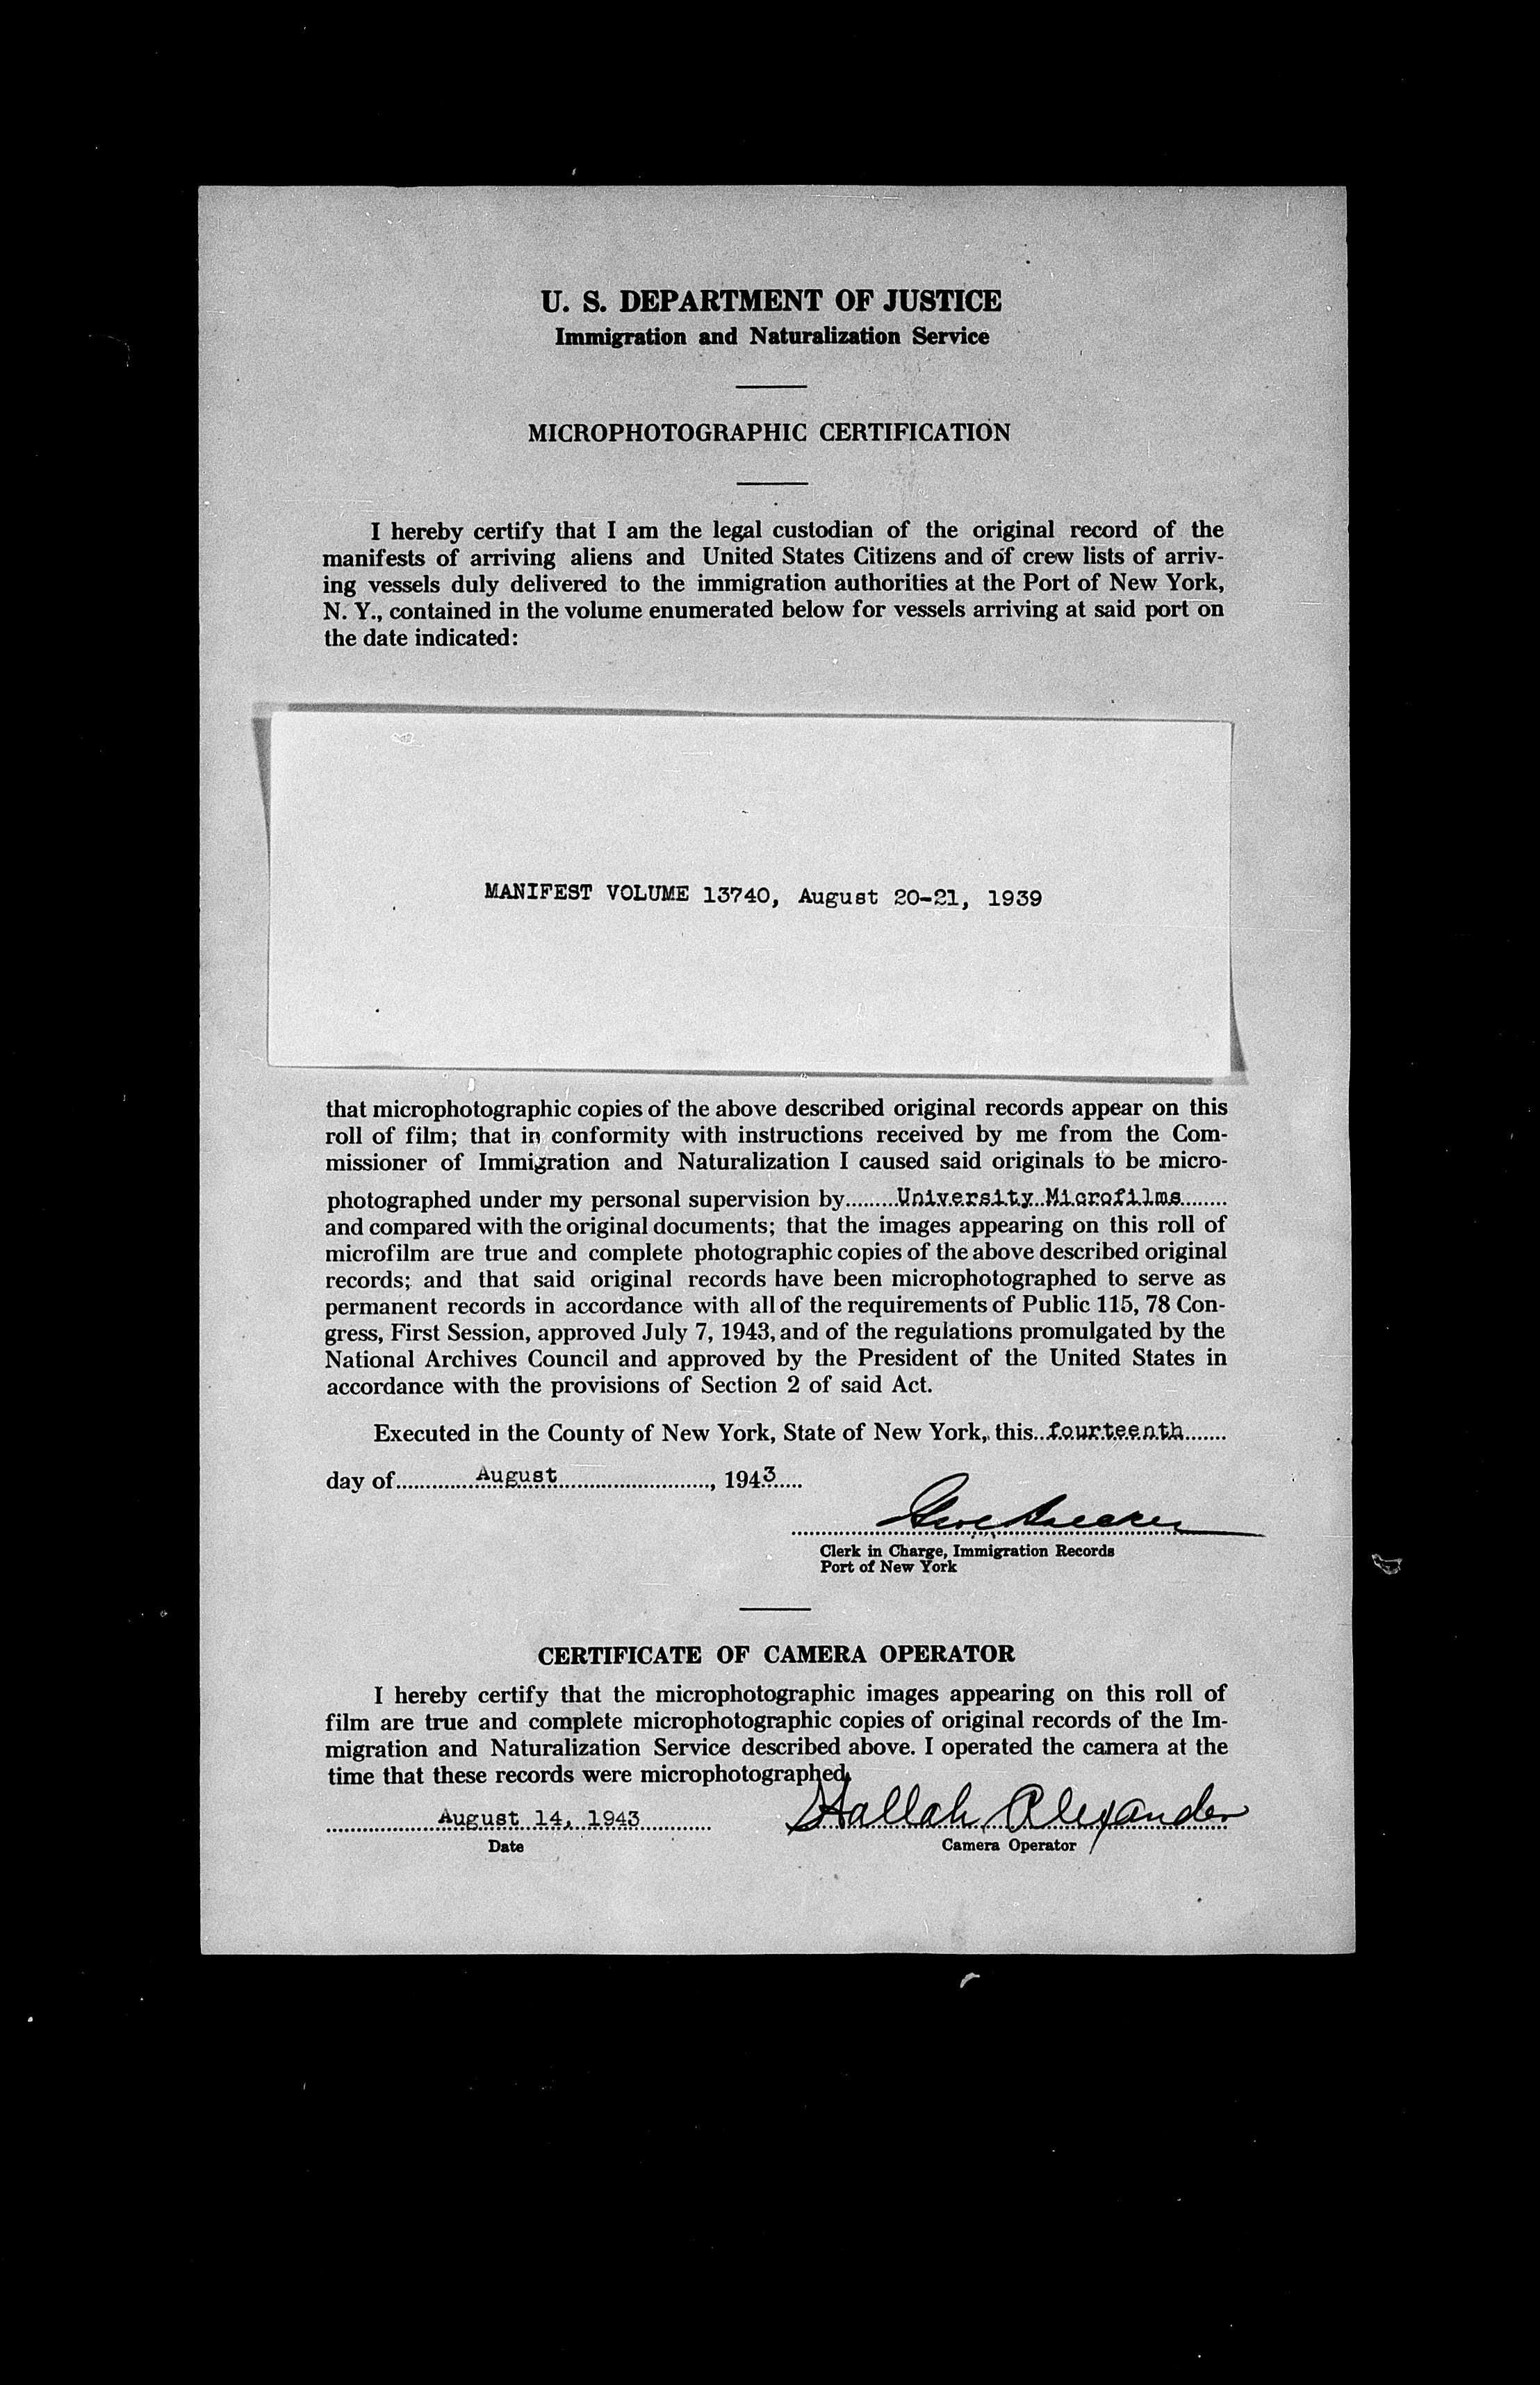 U. S. DEPARTMENT OF JUSTICE
Immigration and Naturalization Service
MICROPHOTOGRAPHIC CERTIFICATION
I hereby certify that I am the legal custodian of the original record of the
manifests of arriving aliens and United States Citizens and of crew lists of arriv-
ing vessels duly delivered to the immigration authorities at the Port of New York,
N. Y., contained in the volume enumerated below for vessels arriving at said port on
the date indicated:
MANIFEST VOLUME 13740, August 20-21, 1939
that microphotographic copies of the above described original records appear on this
roll of film; that in conformity with instructions received by me from the Com-
missioner of Immigration and Naturalization I caused said originals to be micro-
photographed under my personal supervision by........University Microfilms.......
and compared with the original documents; that the images appearing on this roll of
microfilm are true and complete photographic copies of the above described original
records; and that said original records have been microphotographed to serve as
permanent records in accordance with all of the requirements of Public 115, 78 Con-
gress, First Session, approved July 7, 1943, and of the regulations promulgated by the
National Archives Council and approved by the President of the United States in
accordance with the provisions of Section 2 of said Act.
Executed in the County of New York, State of New York, this..fourteenth.......
day of..............August.........................., 1943.....
Clerk in Charge, Immigration Records
Port of New York
CERTIFICATE OF CAMERA OPERATOR
I hereby certify that the microphotographic images appearing on this roll of
film are true and complete microphotographic copies of original records of the Im-
migration and Naturalization Service described above. I operated the camera at the
time that these records were microphotographed.
August 14, 1943 Hallah Alexander
Date Camera Operator